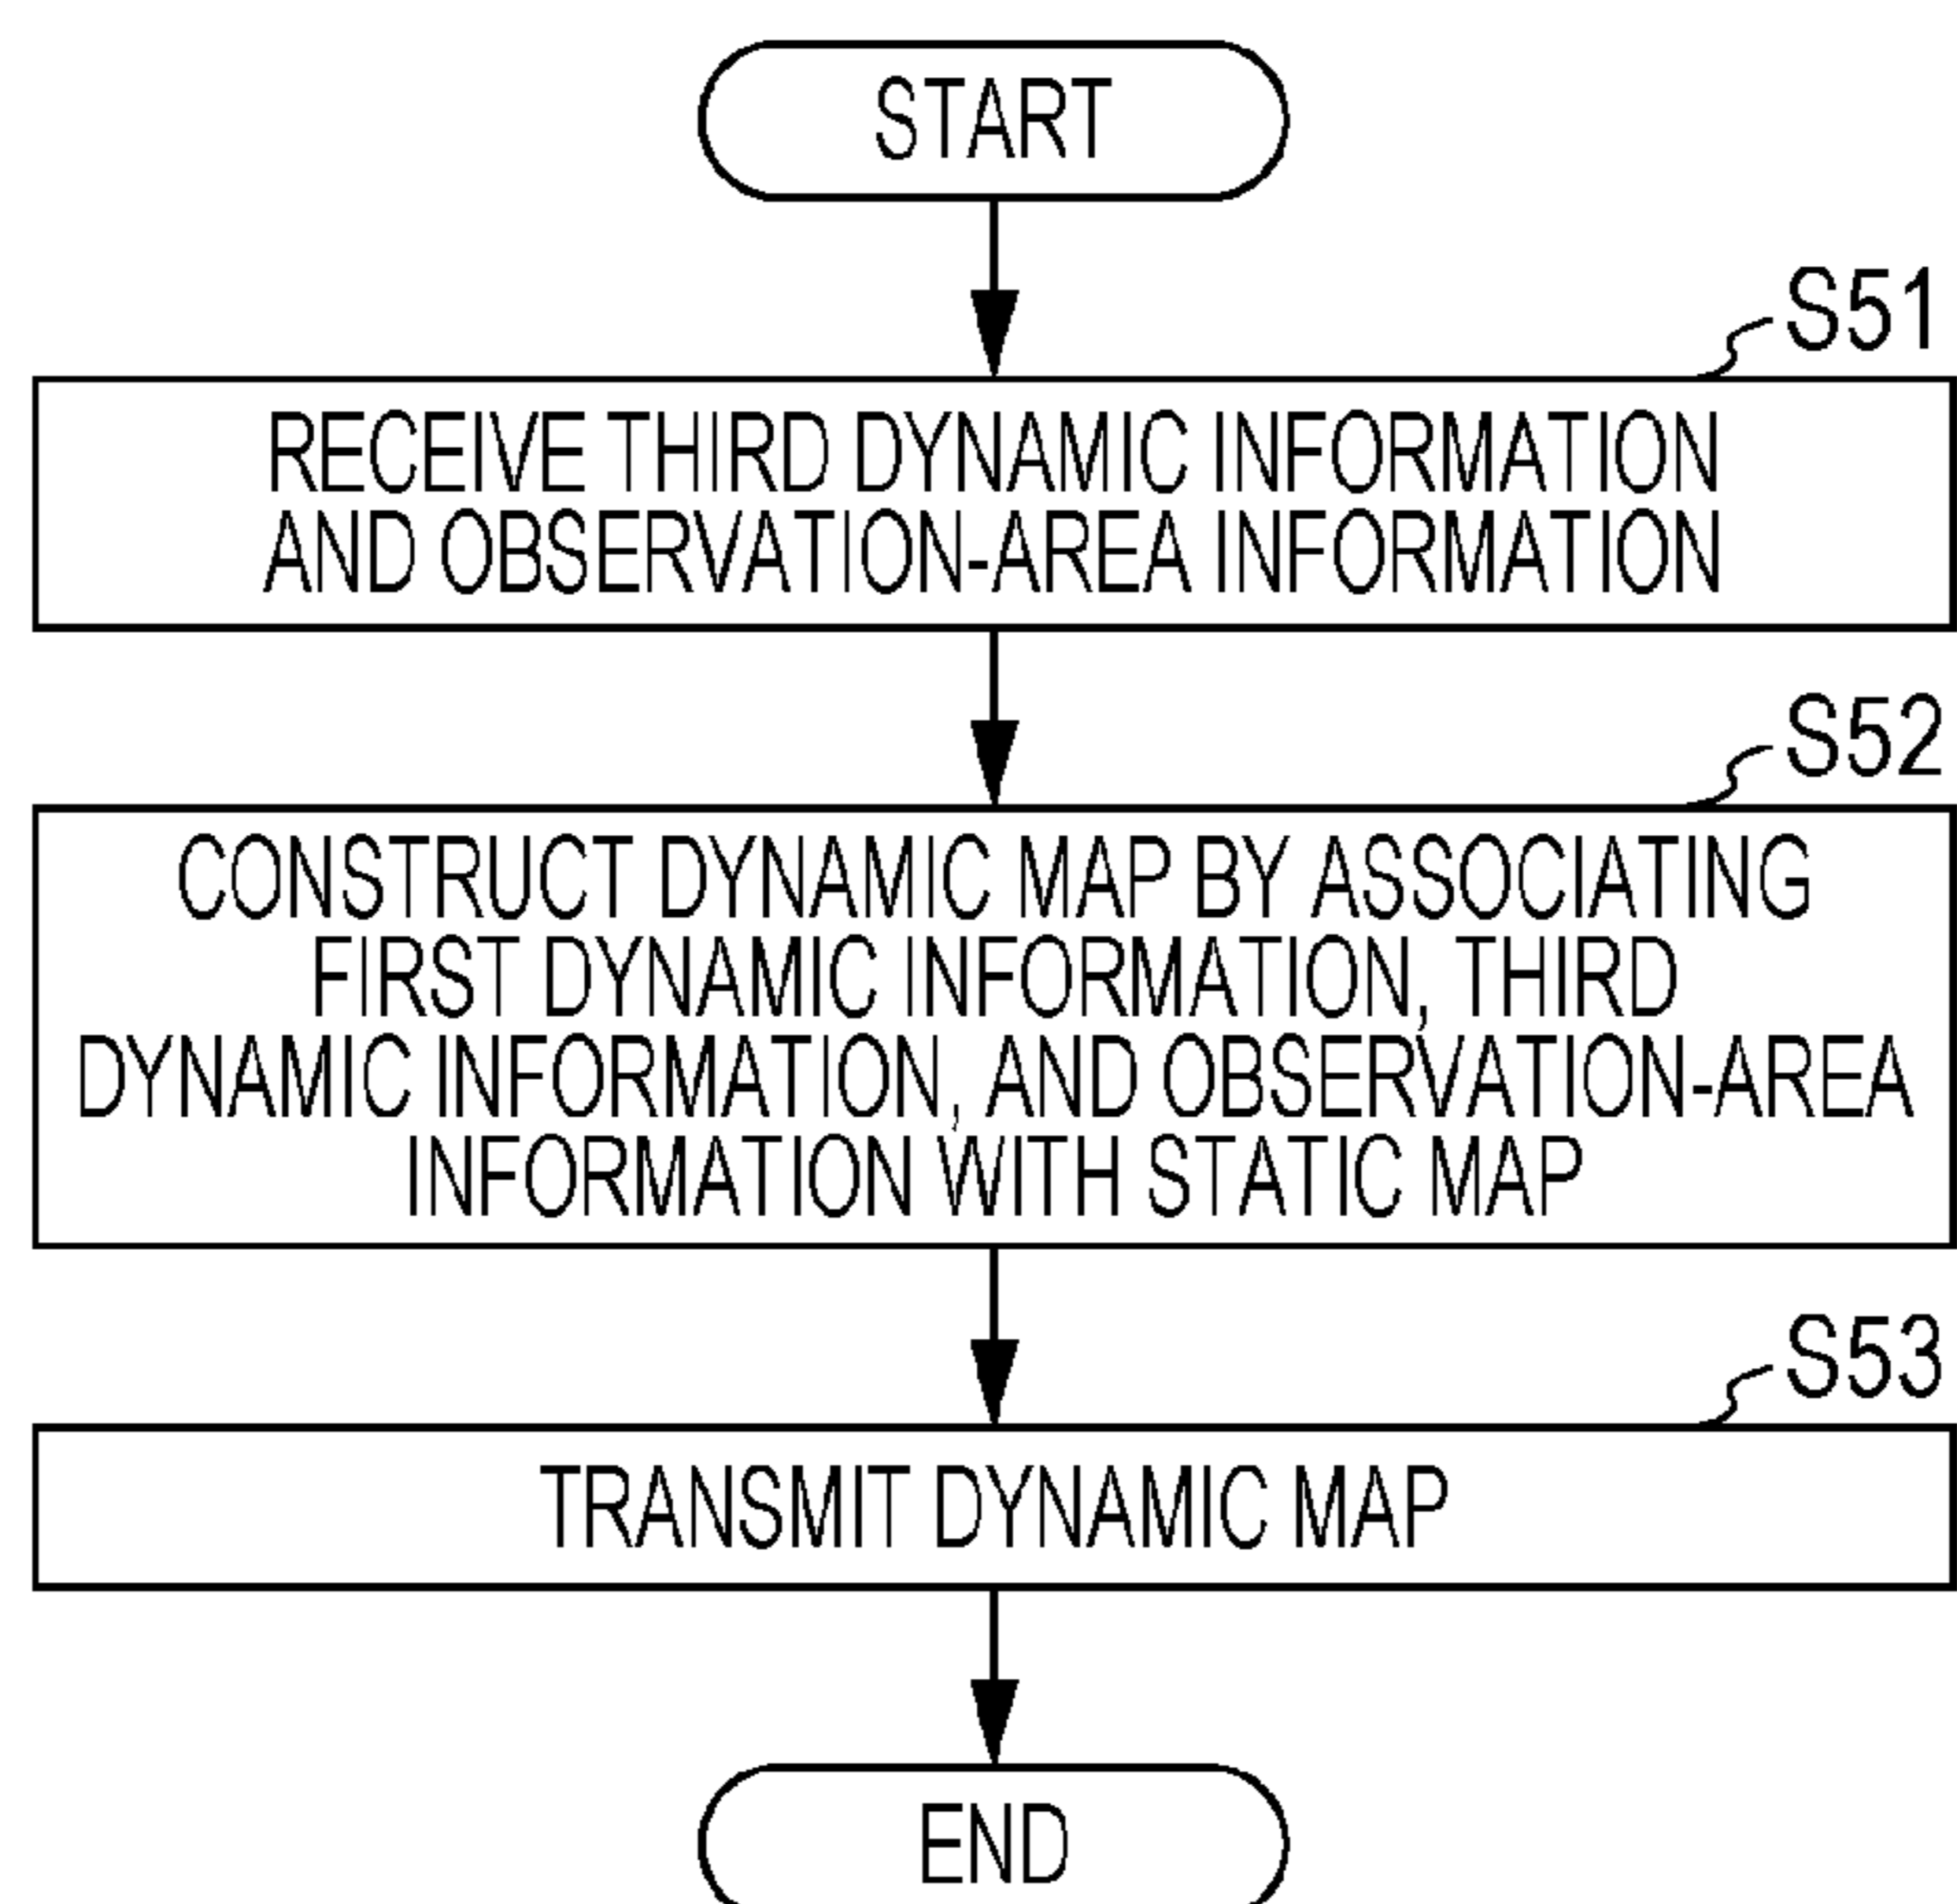 START
S51
RECEIVE THIRD DYNAMIC INFORMATION
AND OBSERVATION-AREA INFORMATION
S52
CONSTRUCT DYNAMIC MAP BY ASSOCIATING
FIRST DYNAMIC INFORMATION, THIRD
DYNAMIC INFORMATION, AND OBSERVATION-AREA
INFORMATION WITH STATIC MAP
S53
TRANSMIT DYNAMIC MAP
END